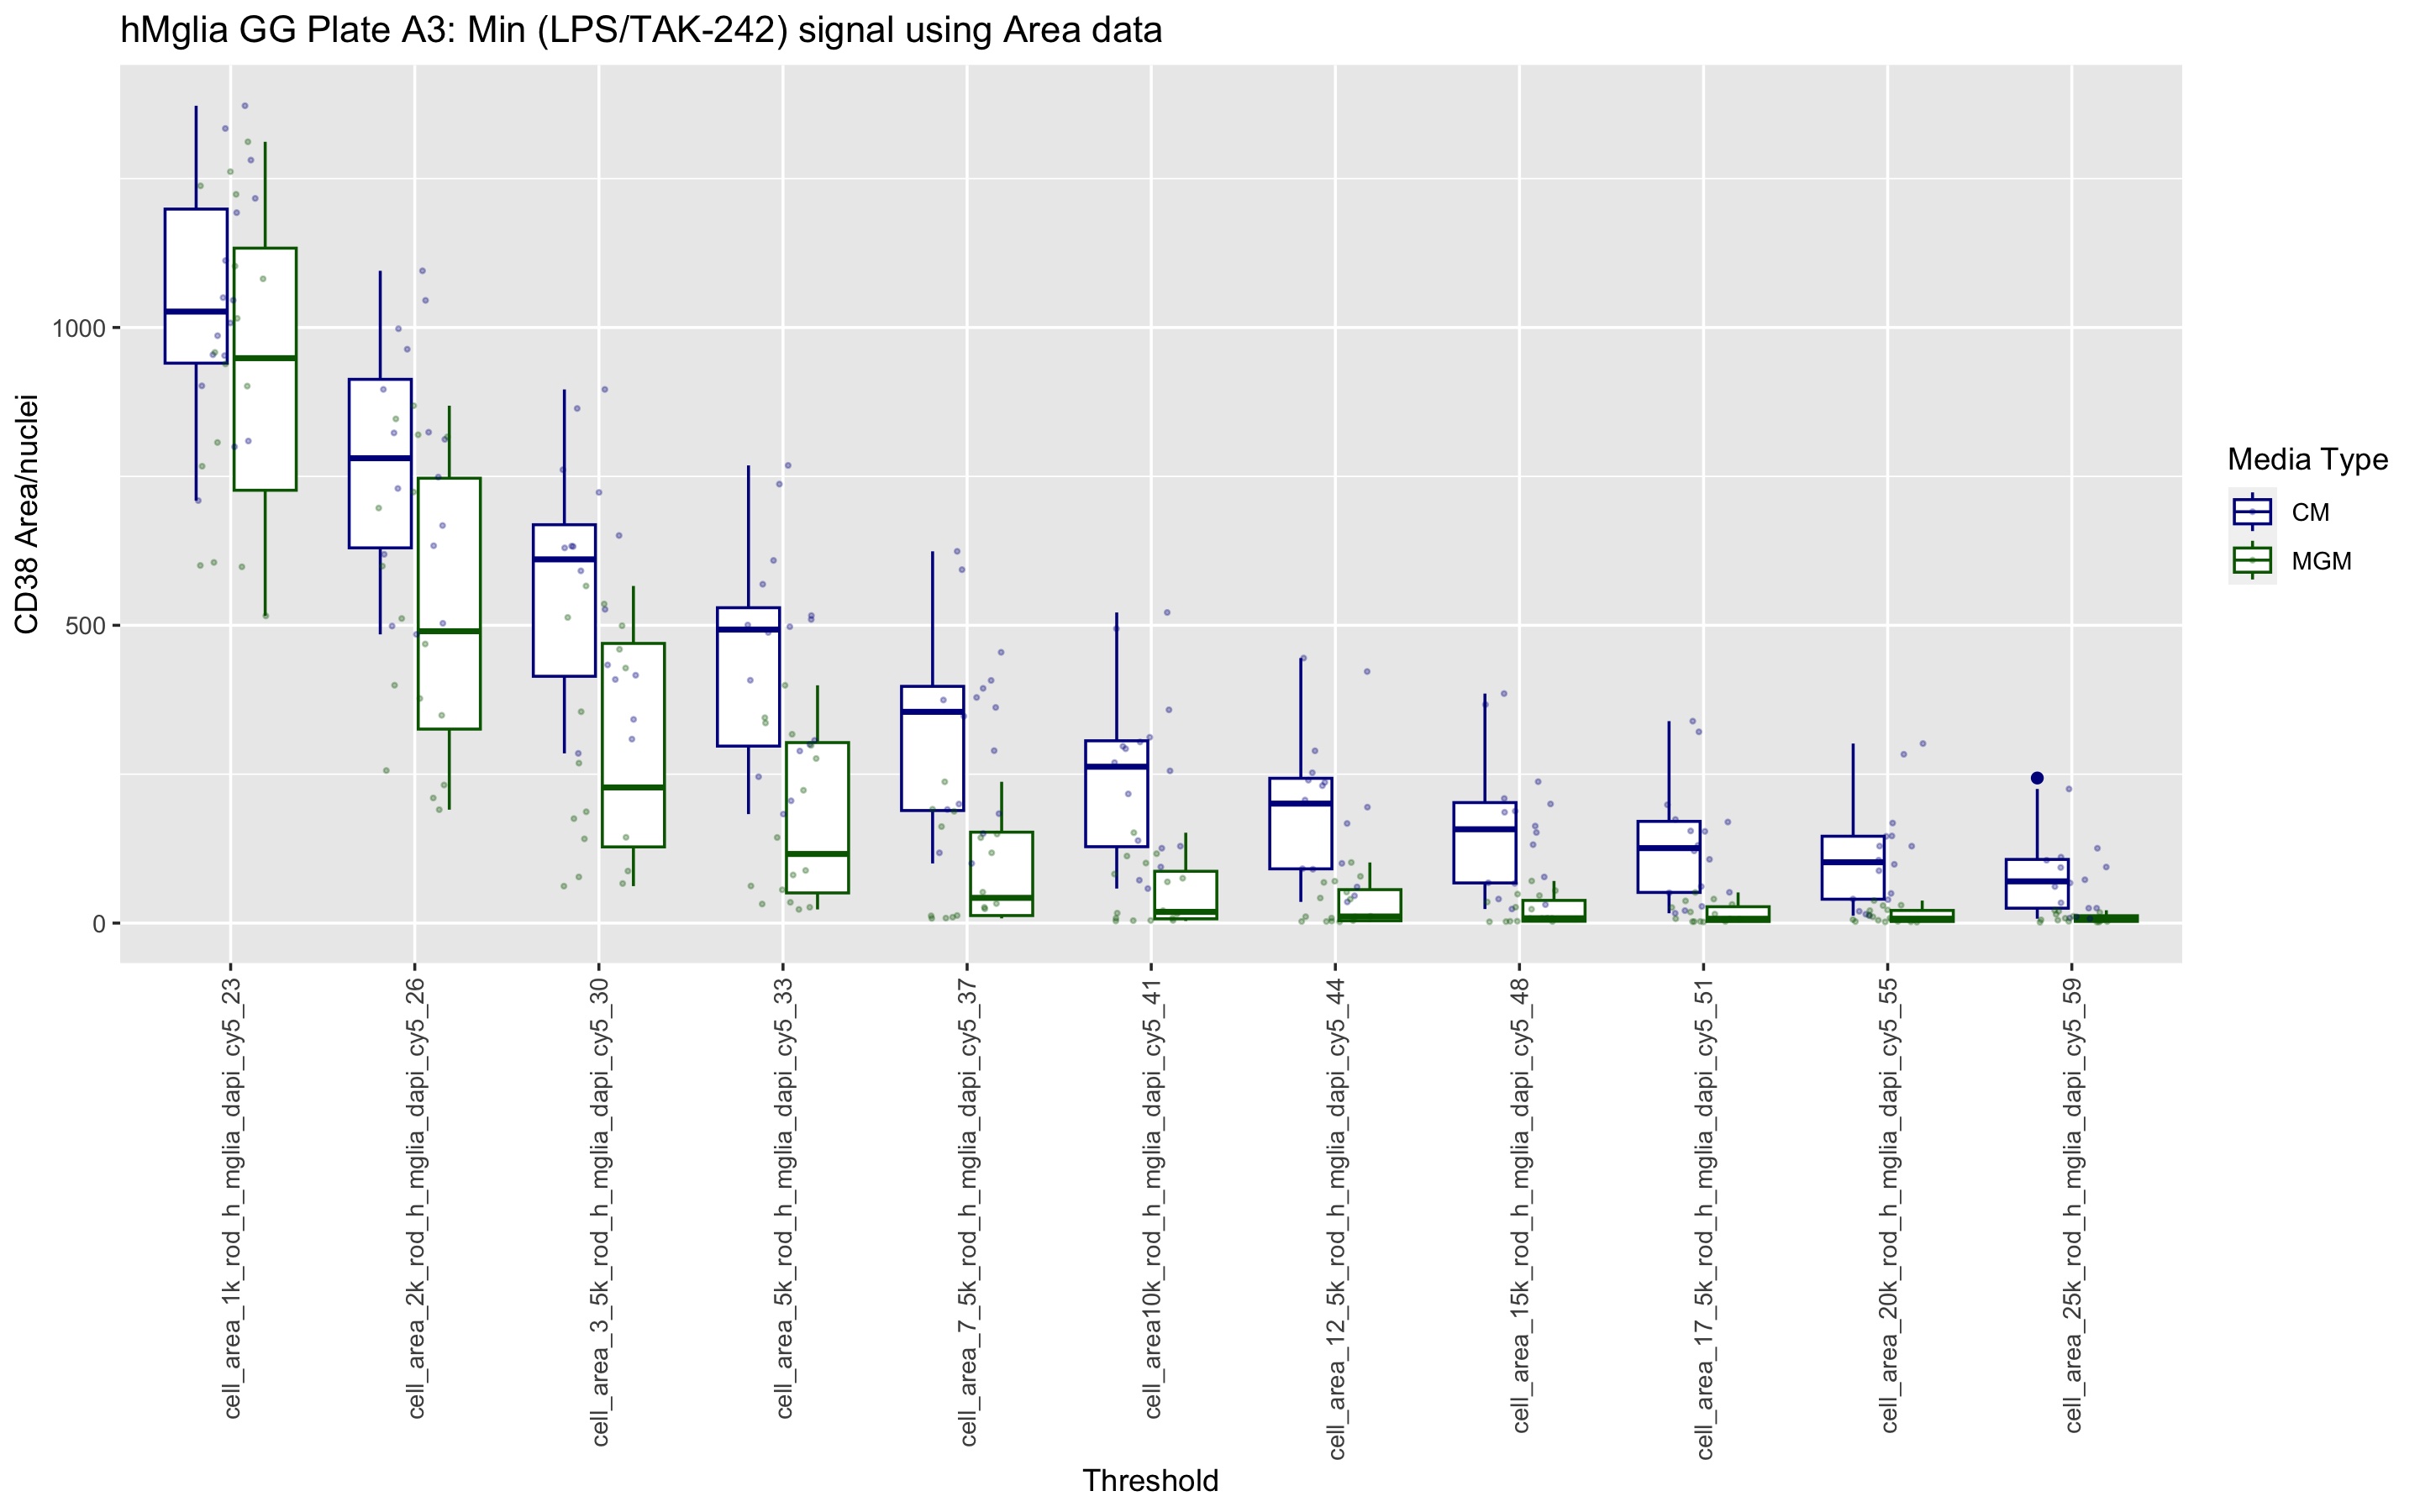 hMglia GG Plate A3: Min (LPS/TAK-242) signal using Area data
CD38 Area/nuclei
1000
500
0
cell_area_1k_rod_h_mglia_dapi_cy5_23
cell_area_2k_rod_h_mglia_dapi_cy5_26
cell_area_3_5k_rod_h_mglia_dapi_cy5_30
cell_area_5k_rod_h_mglia_dapi_cy5_33
cell_area_7_5k_rod_h_mglia_dapi_cy5_37
cell_area10k_rod_h_mglia_dapi_cy5_41
cell_area_12_5k_rod_h_mglia_dapi_cy5_44
cell_area_15k_rod_h_mglia_dapi_cy5_48
cell_area_17_5k_rod_h_mglia_dapi_cy5_51
cell_area_20k_rod_h_mglia_dapi_cy5_55
cell_area_25k_rod_h_mglia_dapi_cy5_59
Threshold
Media Type
CM
MGM